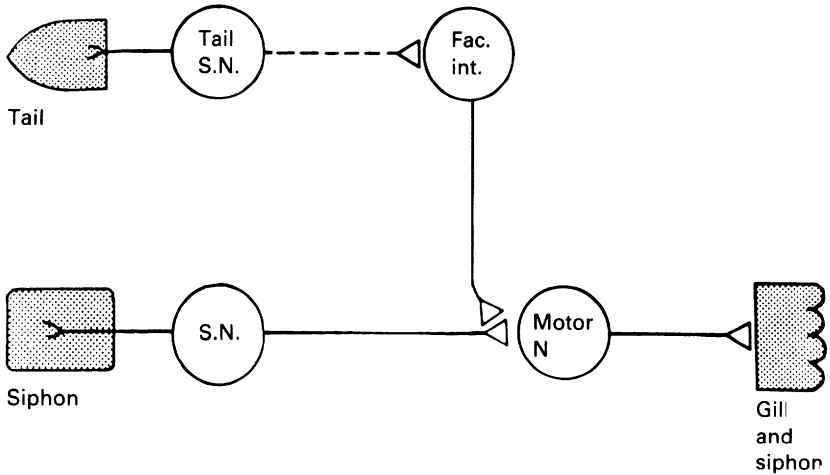 Tail
S.N.
Fac.
int.
Tail
S.N.
Motor
N
Siphon
Gill
and
siphon